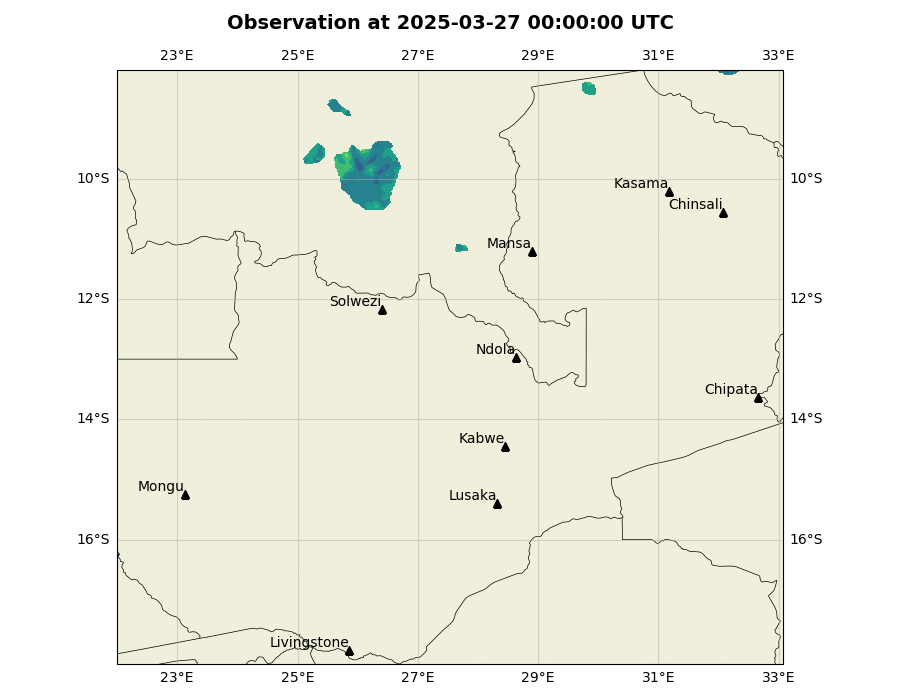 Observation at 2025-03-27 00:00:00 UTC
23°E 25°E 27°E 29°E 31°E 33°E
10°S 10°S
Kasama
Chinsali
Mansa
12°S 12°S
Solwezi
Ndola
Chipata
14°S 14°S
Kabwe
Mongu
Lusaka
16°S 16°S
Livingstone
23°E 25°E 27°E 29°E 31°E 33°E